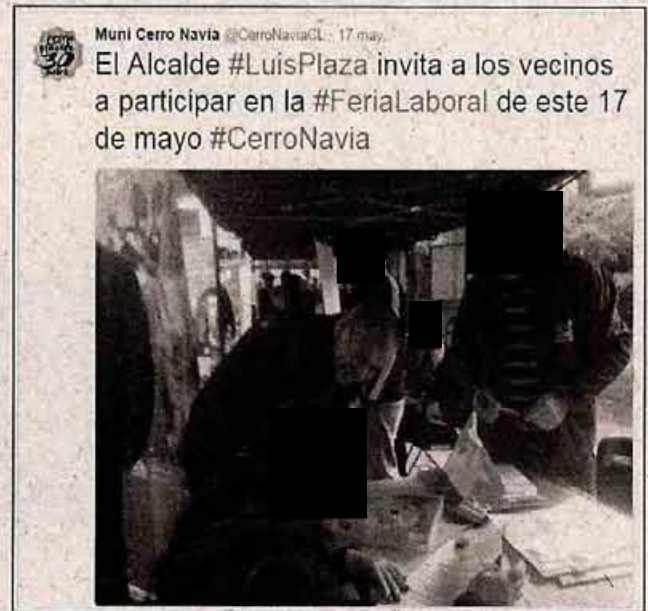 Muni Cerro Navia @CerroNaviaCL · 17 may.
El Alcalde #LuisPlaza invita a los vecinos
a participar en la #FeriaLaboral de este 17
de mayo #CerroNavia
30